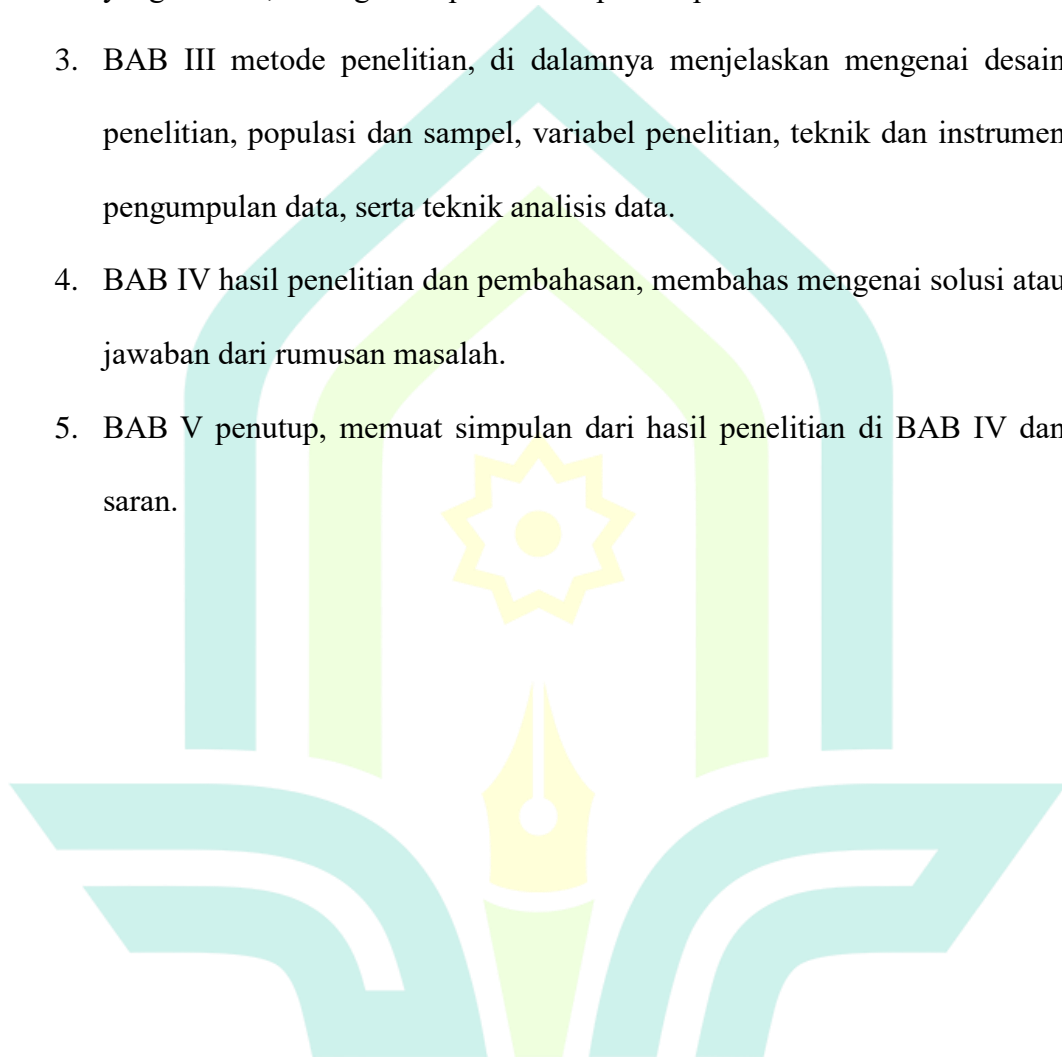 3. BAB III metode penelitian, di dalamnya menjelaskan mengenai desain
penelitian, populasi dan sampel, variabel penelitian, teknik dan instrumen
pengumpulan data, serta teknik analisis data.
4. BAB IV hasil penelitian dan pembahasan, membahas mengenai solusi atau
jawaban dari rumusan masalah.
5. BAB V penutup, memuat simpulan dari hasil penelitian di BAB IV dan
saran.